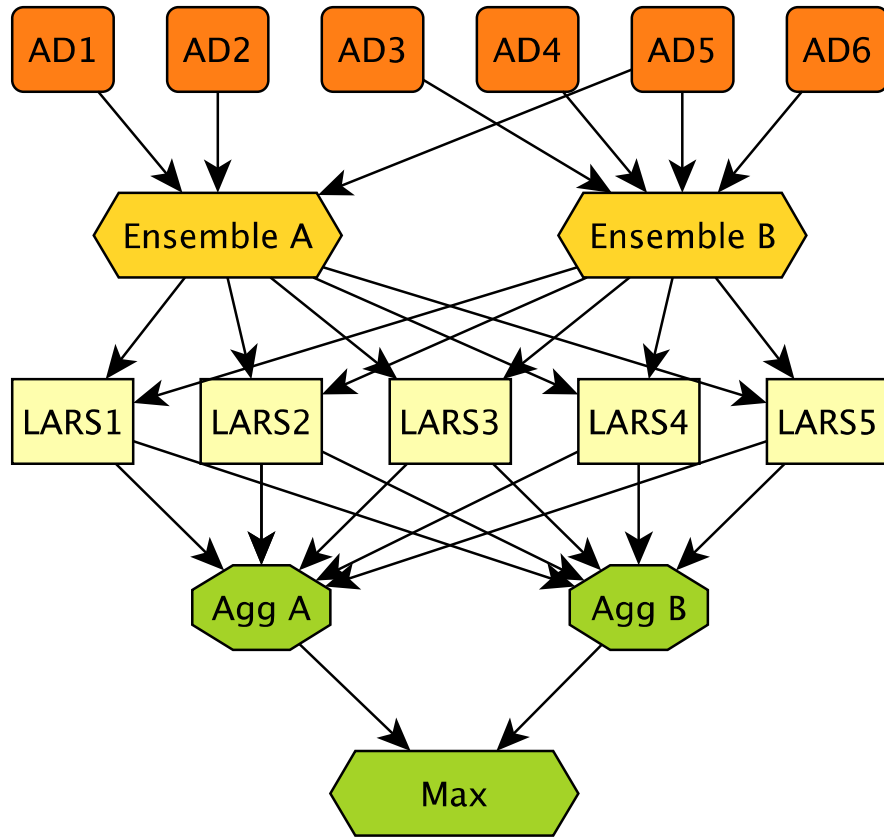 AD1 AD2 AD3 AD4 AD5 AD6
Ensemble A Ensemble B
LARS1 LARS2 LARS3 LARS4 LARS5
Agg A Agg B
Max